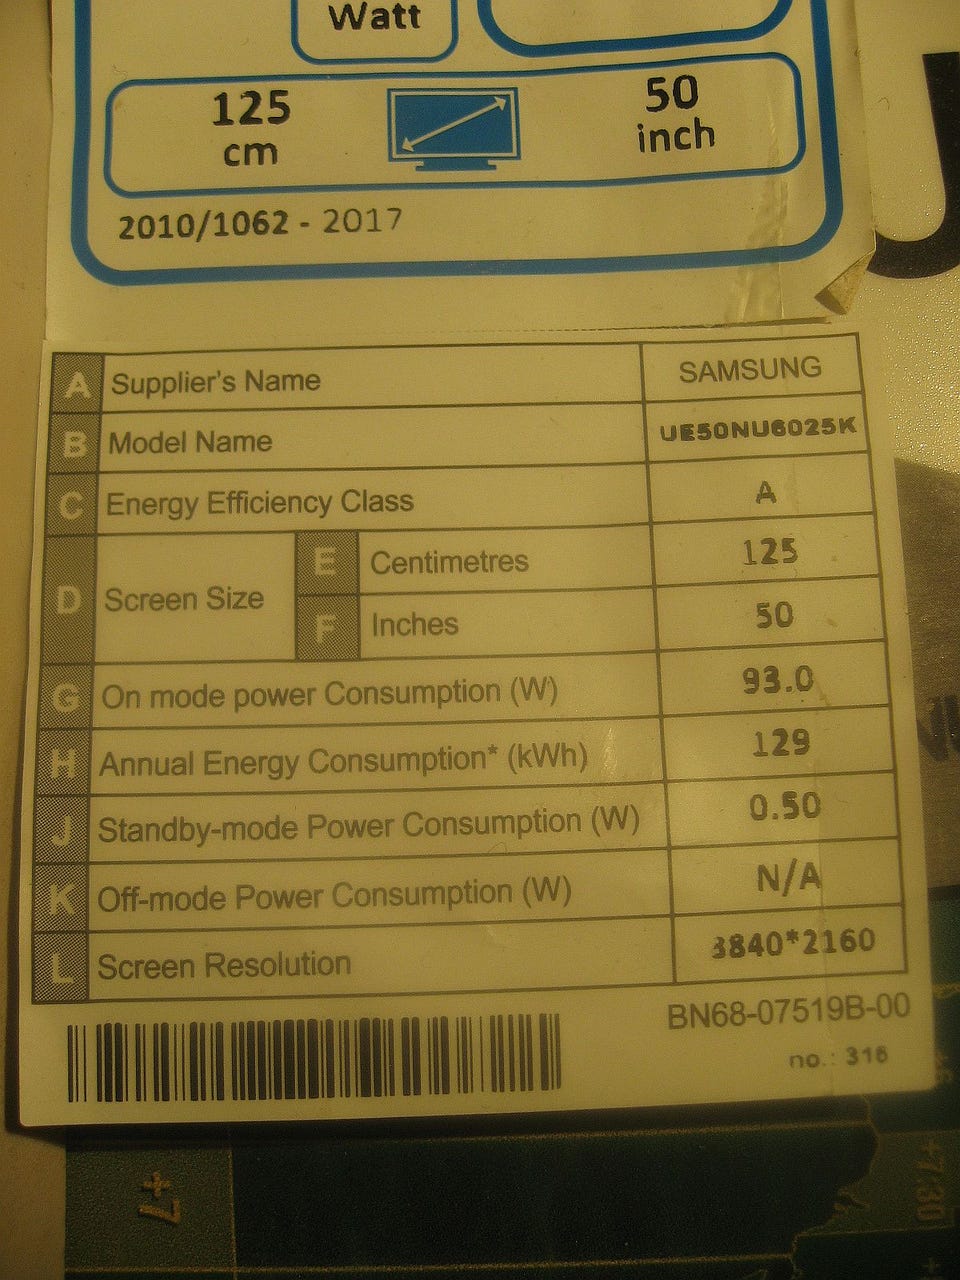 Watt
125 cm
50 inch
2010/1062 - 2017
A Supplier's Name SAMSUNG
B Model Name UE50NU6025K
C Energy Efficiency Class A
D Screen Size E Centimetres 125
F Inches 50
G On mode power Consumption (W) 93.0
H Annual Energy Consumption* (kWh) 129
J Standby-mode Power Consumption (W) 0.50
K Off-mode Power Consumption (W) N/A
L Screen Resolution 3840*2160
BN68-07519B-00
no.: 316
+7
+7:30